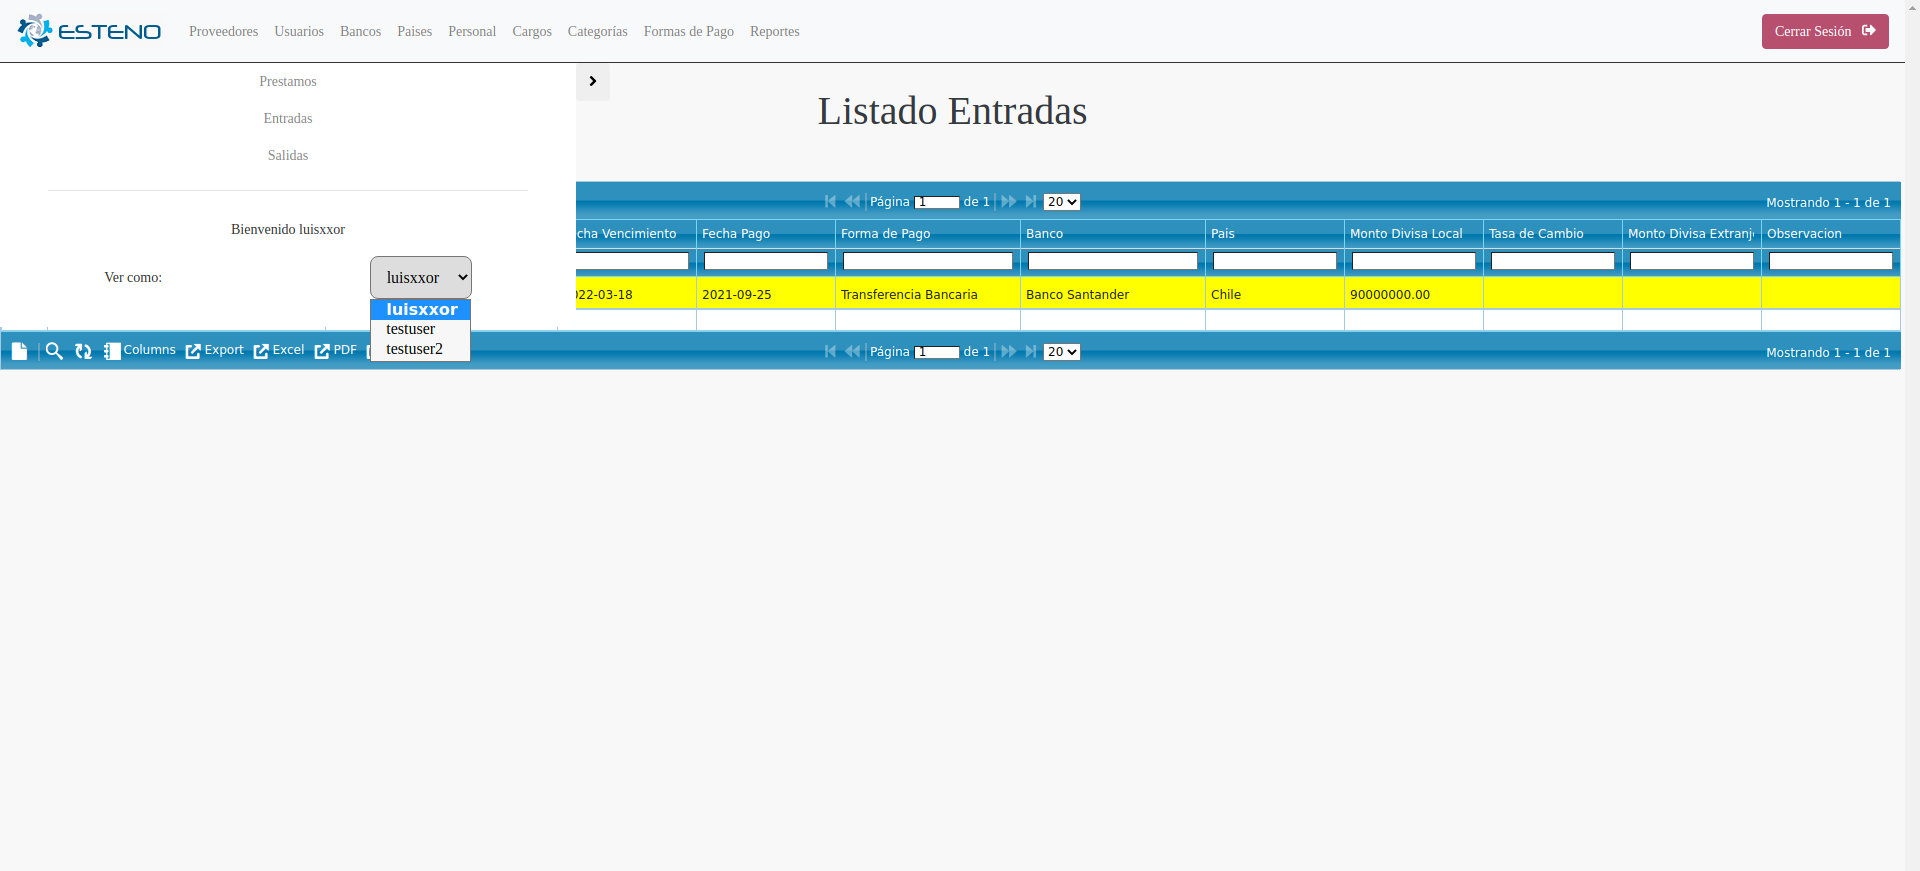 ESTENO Proveedores Usuarios Bancos Paises Personal Cargos Categorías Formas de Pago Reportes Cerrar Sesión
Prestamos
Entradas
Salidas
Bienvenido luisxxor
Ver como: luisxxor
luisxxor
testuser
testuser2
Listado Entradas
Página 1 de 1 20 Mostrando 1 - 1 de 1
cha Vencimiento Fecha Pago Forma de Pago Banco Pais Monto Divisa Local Tasa de Cambio Monto Divisa Extranj Observacion
022-03-18 2021-09-25 Transferencia Bancaria Banco Santander Chile 90000000.00
Columns Export Excel PDF Página 1 de 1 20 Mostrando 1 - 1 de 1